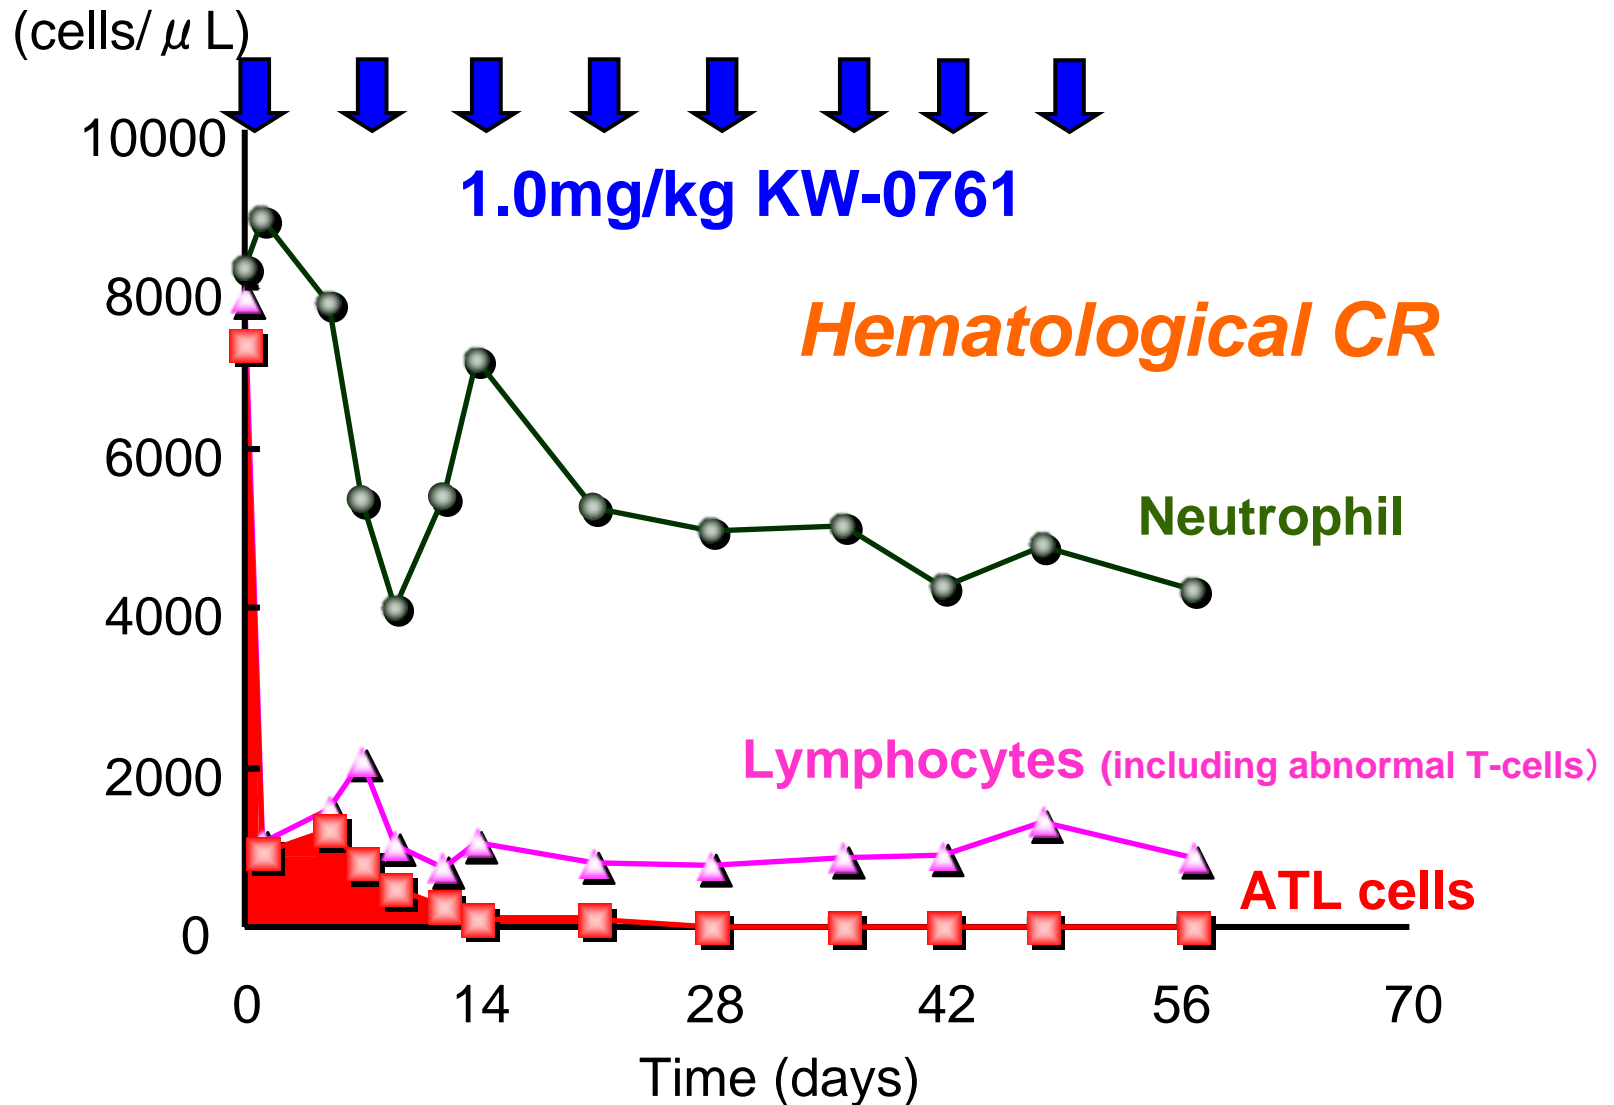 (cells/μL)
10000
1.0mg/kg KW-0761
8000
Hematological CR
6000
Neutrophil
4000
2000
Lymphocytes (including abnormal T-cells）
ATL cells
0
0 14 28 42 56 70
Time (days)